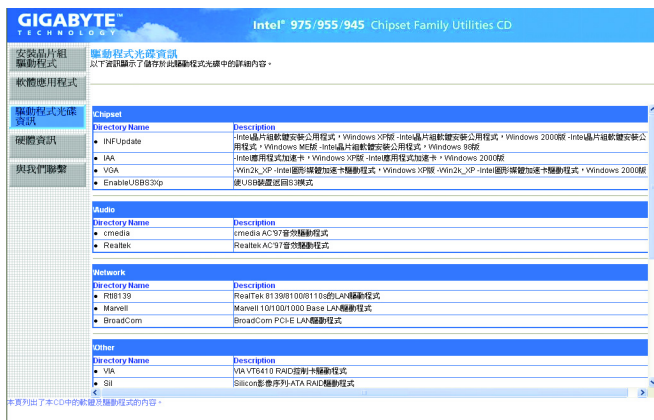 GIGABYTE™
TECHNOLOGY
Intel® 975/955/945 Chipset Family Utilities CD
安裝晶片組
驅動程式
軟體應用程式
驅動程式光碟
資訊
硬體資訊
與我們聯繫
驅動程式光碟資訊
以下資訊顯示了儲存於此驅動程式光碟中的詳細內容。
\Chipset
Directory Name Description
• INFUpdate -Intel晶片組軟體安裝公用程式，Windows XP版 -Intel晶片組軟體安裝公用程式，Windows 2000版 -Intel晶片組軟體安裝公
用程式，Windows ME版 -Intel晶片組軟體安裝公用程式，Windows 98版
• IAA -Intel應用程式加速卡，Windows XP版 -Intel應用程式加速卡，Windows 2000版
• VGA -Win2k_XP -Intel圖形媒體加速卡驅動程式，Windows XP版 -Win2k_XP -Intel圖形媒體加速卡驅動程式，Windows 2000版
• EnableUSBS3Xp 使USB裝置返回S3模式
\Audio
Directory Name Description
• cmedia cmedia AC'97音效驅動程式
• Realtek Realtek AC'97音效驅動程式
\Network
Directory Name Description
• Rtl8139 RealTek 8139/8100/8110s的LAN驅動程式
• Marvell Marvell 10/100/1000 Base LAN驅動程式
• BroadCom BroadCom PCI-E LAN驅動程式
\Other
Directory Name Description
• VIA VIA VT6410 RAID控制卡驅動程式
• Sil Silicon影像序列-ATA RAID驅動程式
本頁列出了本CD中的軟體及驅動程式的內容。